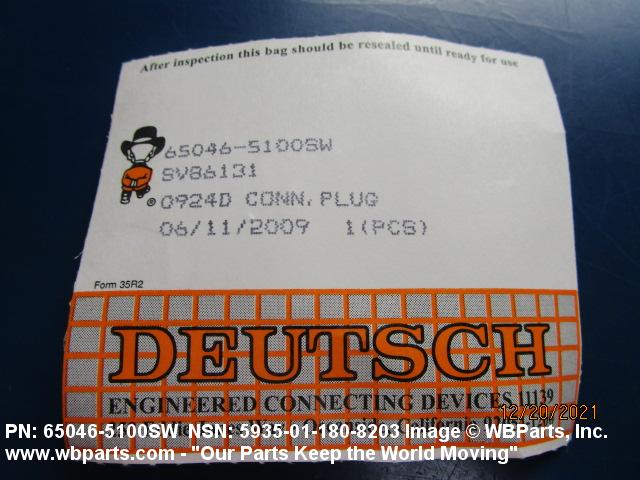 After inspection this bag should be resealed until ready for use
65046-5100SW
SV86131
®
0924D CONN, PLUG
06/11/2009 1(PCS)
Form 35R2
DEUTSCH
ENGINEERED CONNECTING DEVICES 11139
California
12/20/2021
PN: 65046-5100SW NSN: 5935-01-180-8203 Image © WBParts, Inc.
www.wbparts.com - "Our Parts Keep the World Moving"